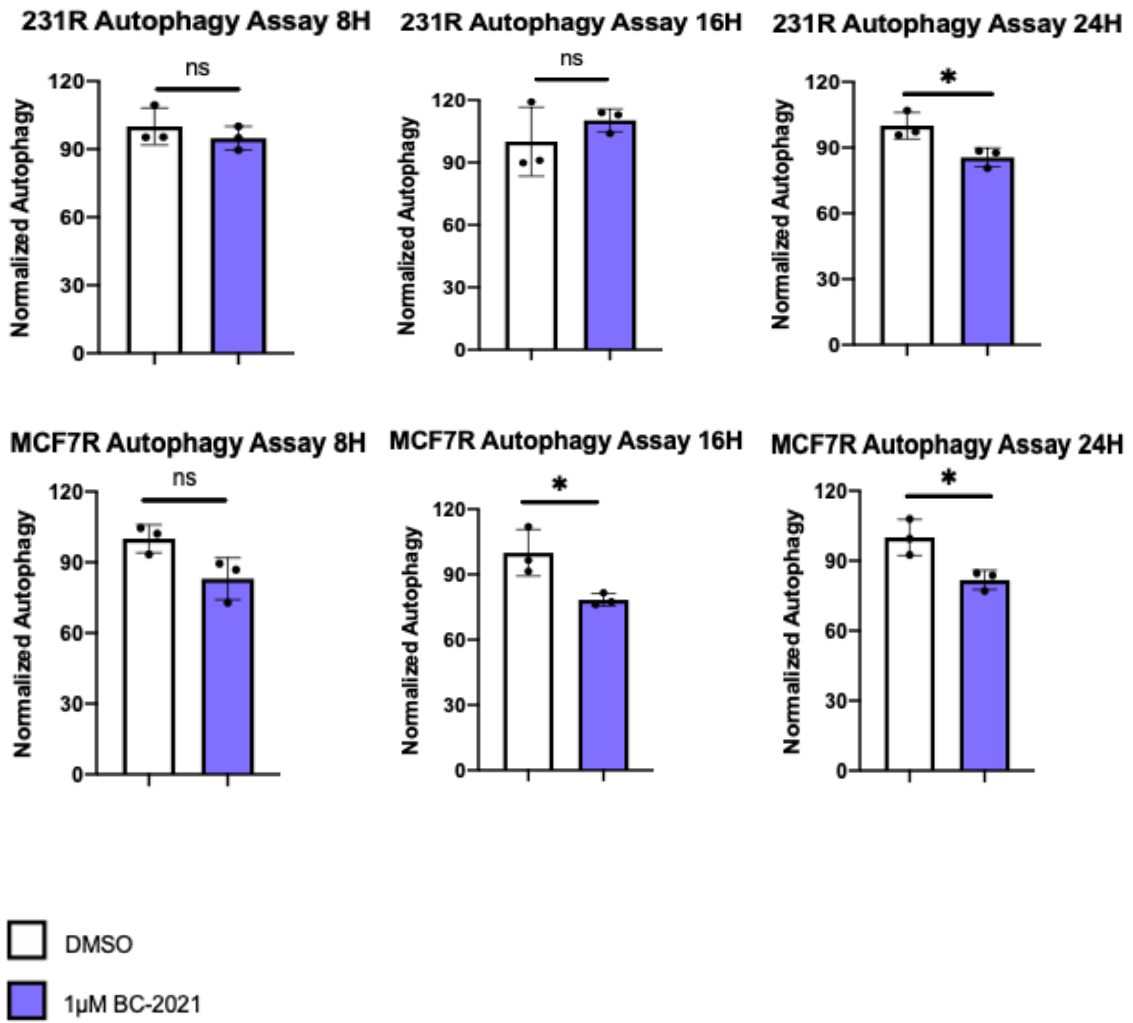 231R Autophagy Assay 8H
ns
120
90
60
30
0
Normalized Autophagy
231R Autophagy Assay 16H
ns
120
90
60
30
0
Normalized Autophagy
231R Autophagy Assay 24H
*
120
90
60
30
0
Normalized Autophagy
MCF7R Autophagy Assay 8H
ns
120
90
60
30
0
Normalized Autophagy
MCF7R Autophagy Assay 16H
*
120
90
60
30
0
Normalized Autophagy
MCF7R Autophagy Assay 24H
*
120
90
60
30
0
Normalized Autophagy
DMSO
1µM BC-2021